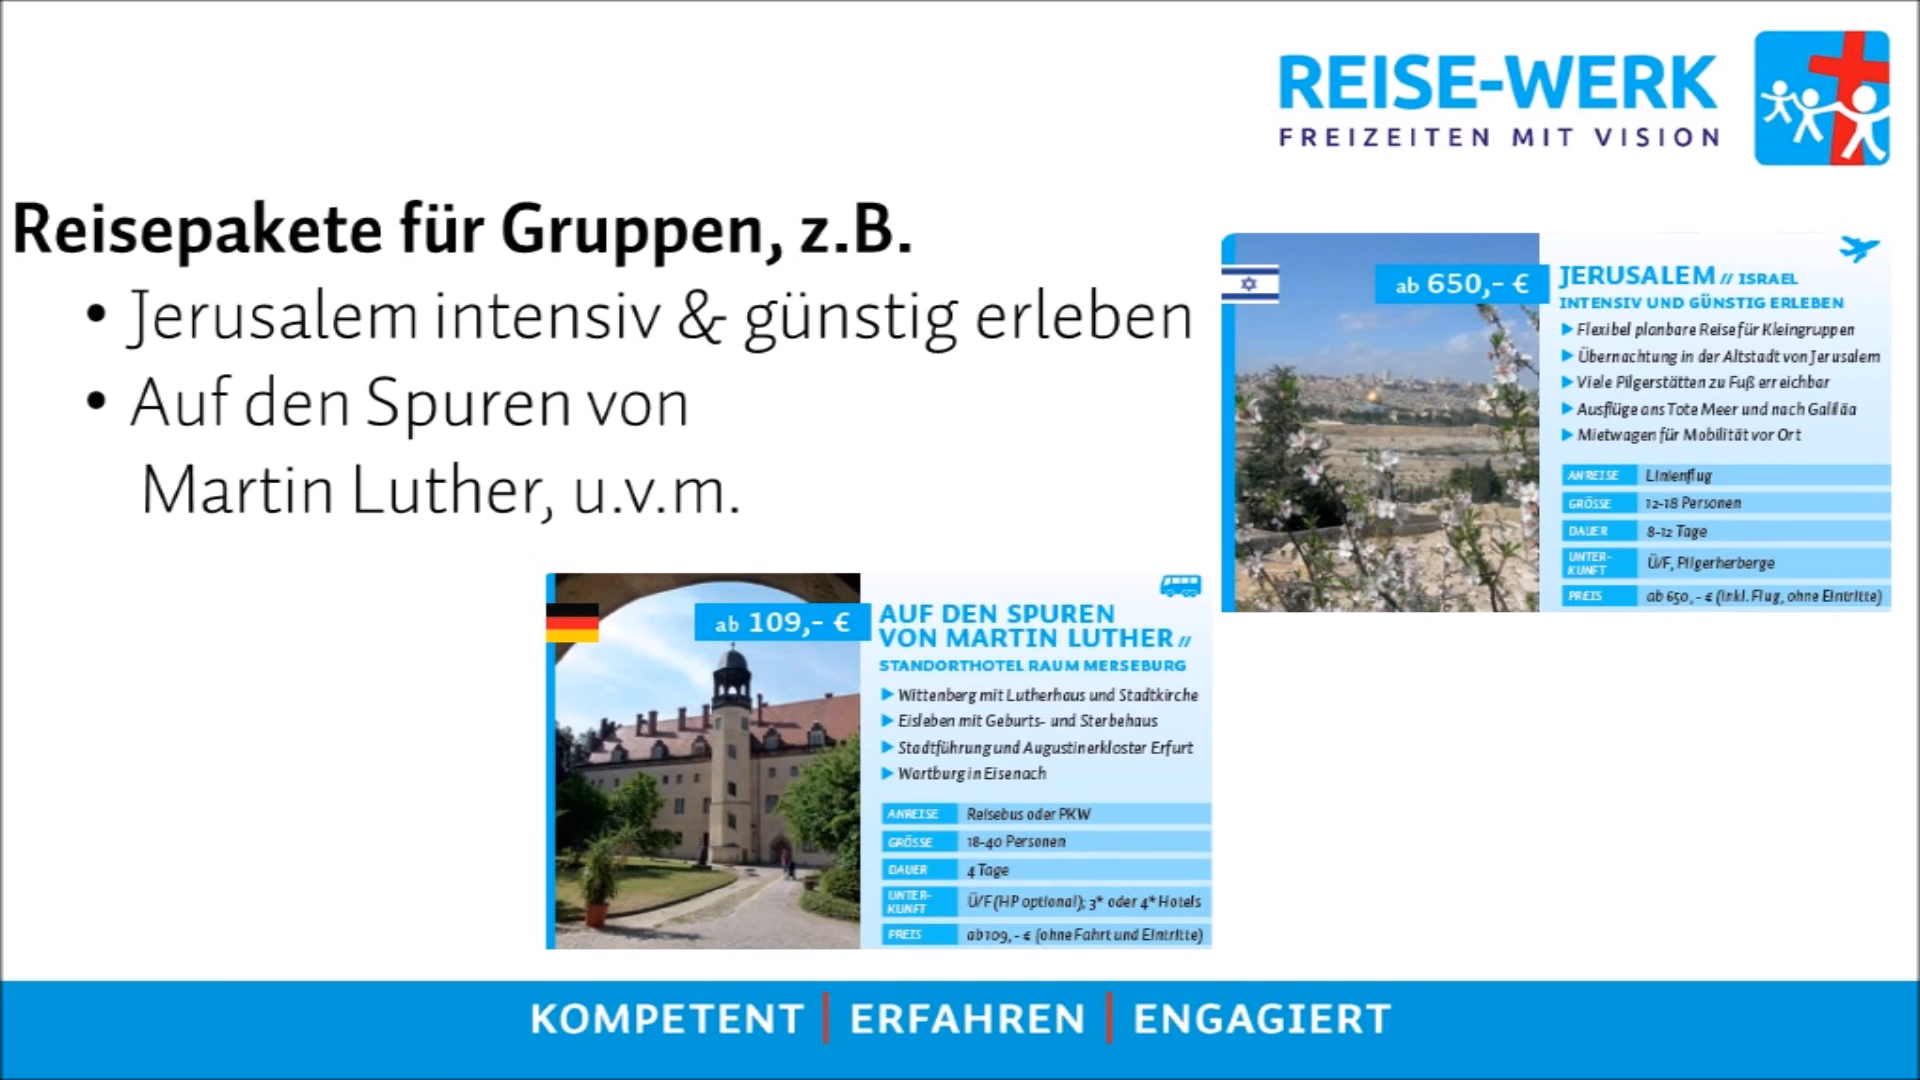 REISE-WERK
FREIZEITEN MIT VISION
Reisepakete für Gruppen, z.B.
• Jerusalem intensiv & günstig erleben
• Auf den Spuren von
Martin Luther, u.v.m.
ab 650,- €
JERUSALEM // ISRAEL
INTENSIV UND GÜNSTIG ERLEBEN
Flexibel planbare Reise für Kleingruppen
Übernachtung in der Altstadt von Jerusalem
Viele Pilgerstätten zu Fuß erreichbar
Ausflüge ans Tote Meer und nach Galiläa
Mietwagen für Mobilität vor Ort
ANREISE Linienflug
GRÖSSE 12-18 Personen
DAUER 8-12 Tage
UNTER-
KUNFT Ü/F, Pilgerherberge
PREIS ab 650,- € (inkl. Flug, ohne Eintritte)
ab 109,- €
AUF DEN SPUREN
VON MARTIN LUTHER //
STANDORTHOTEL RAUM MERSEBURG
Wittenberg mit Lutherhaus und Stadtkirche
Eisleben mit Geburts- und Sterbehaus
Stadtführung und Augustinerkloster Erfurt
Wartburg in Eisenach
ANREISE Reisebus oder PKW
GRÖSSE 18-40 Personen
DAUER 4 Tage
UNTER-
KUNFT Ü/F (HP optional); 3* oder 4* Hotels
PREIS ab 109,- € (ohne Fahrt und Eintritte)
KOMPETENT | ERFAHREN | ENGAGIERT